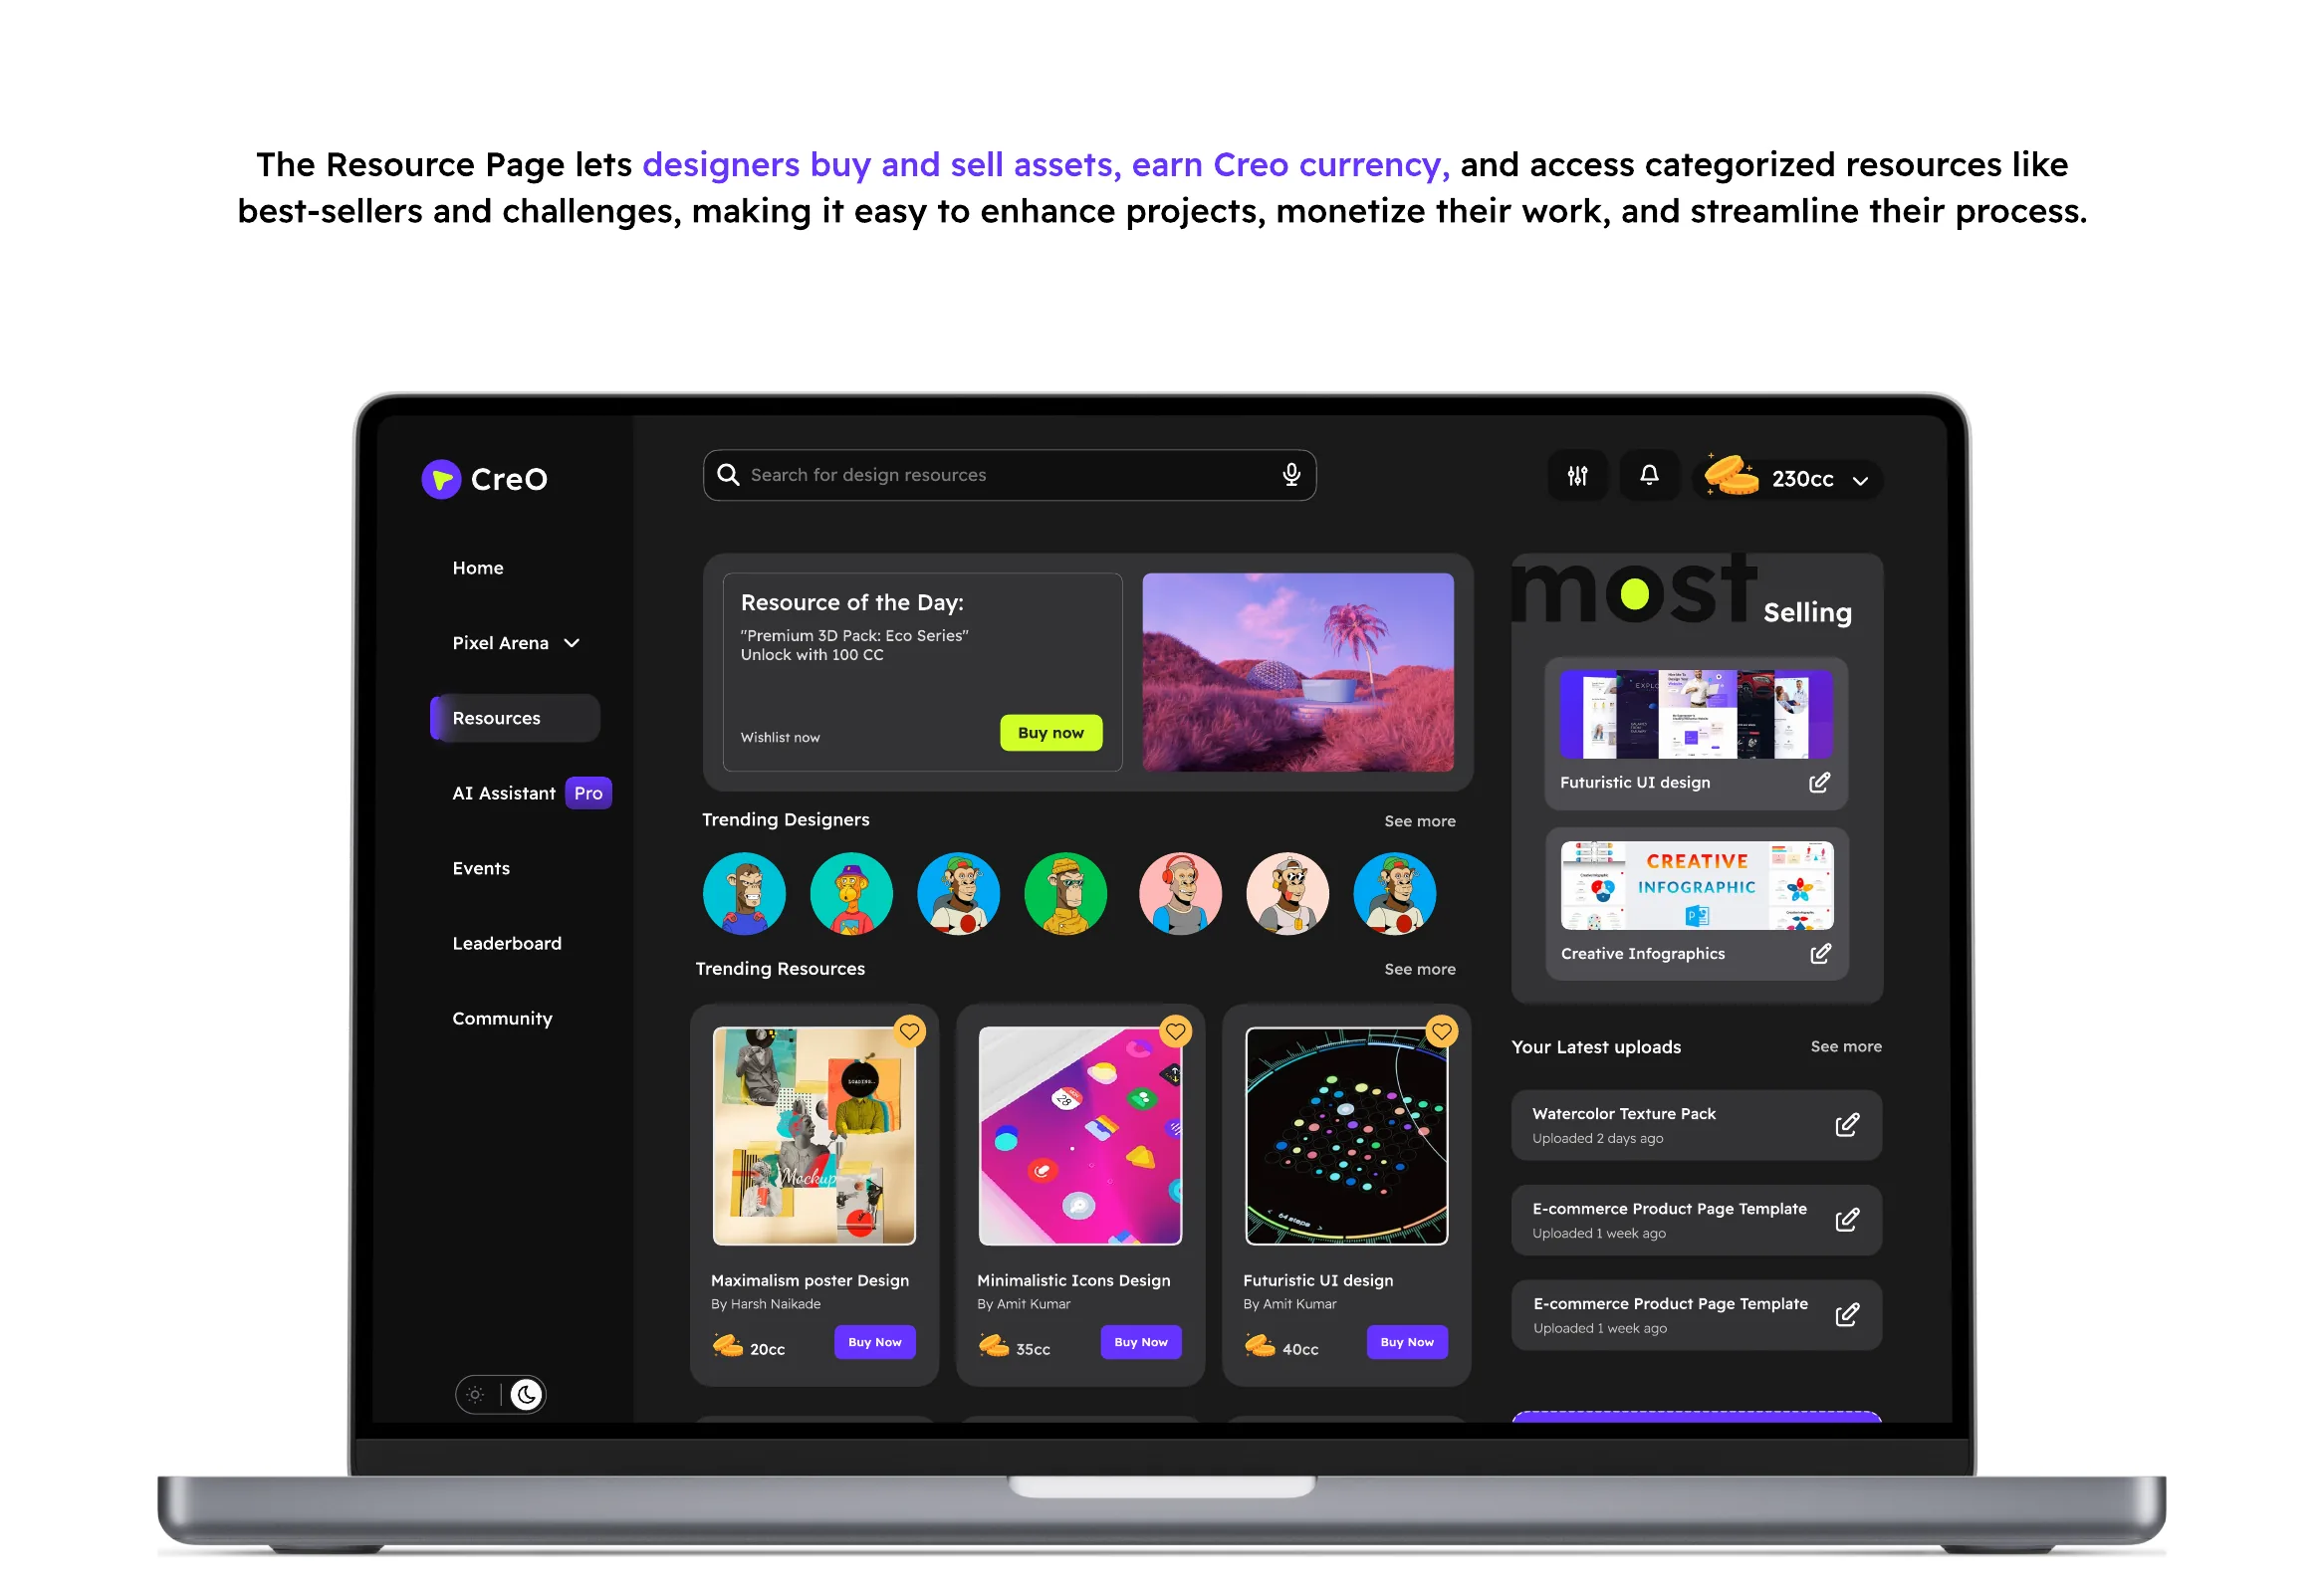 The Resource Page lets designers buy and sell assets, earn Creo currency, and access categorized resources like
best-sellers and challenges, making it easy to enhance projects, monetize their work, and streamline their process.
CreO
Search for design resources
230cc
Home
Pixel Arena
Resources
AI Assistant Pro
Events
Leaderboard
Community
Resource of the Day:
"Premium 3D Pack: Eco Series"
Unlock with 100 CC
Wishlist now
Buy now
Trending Designers
See more
Trending Resources
See more
LOADING..
Mockup
Maximalism poster Design
By Harsh Naikade
20cc
Buy Now
28
Minimalistic Icons Design
By Amit Kumar
35cc
Buy Now
64 steps
Futuristic UI design
By Amit Kumar
40cc
Buy Now
most Selling
Futuristic UI design
CREATIVE
INFOGRAPHIC
Creative Infographics
Your Latest uploads
See more
Watercolor Texture Pack
Uploaded 2 days ago
E-commerce Product Page Template
Uploaded 1 week ago
E-commerce Product Page Template
Uploaded 1 week ago